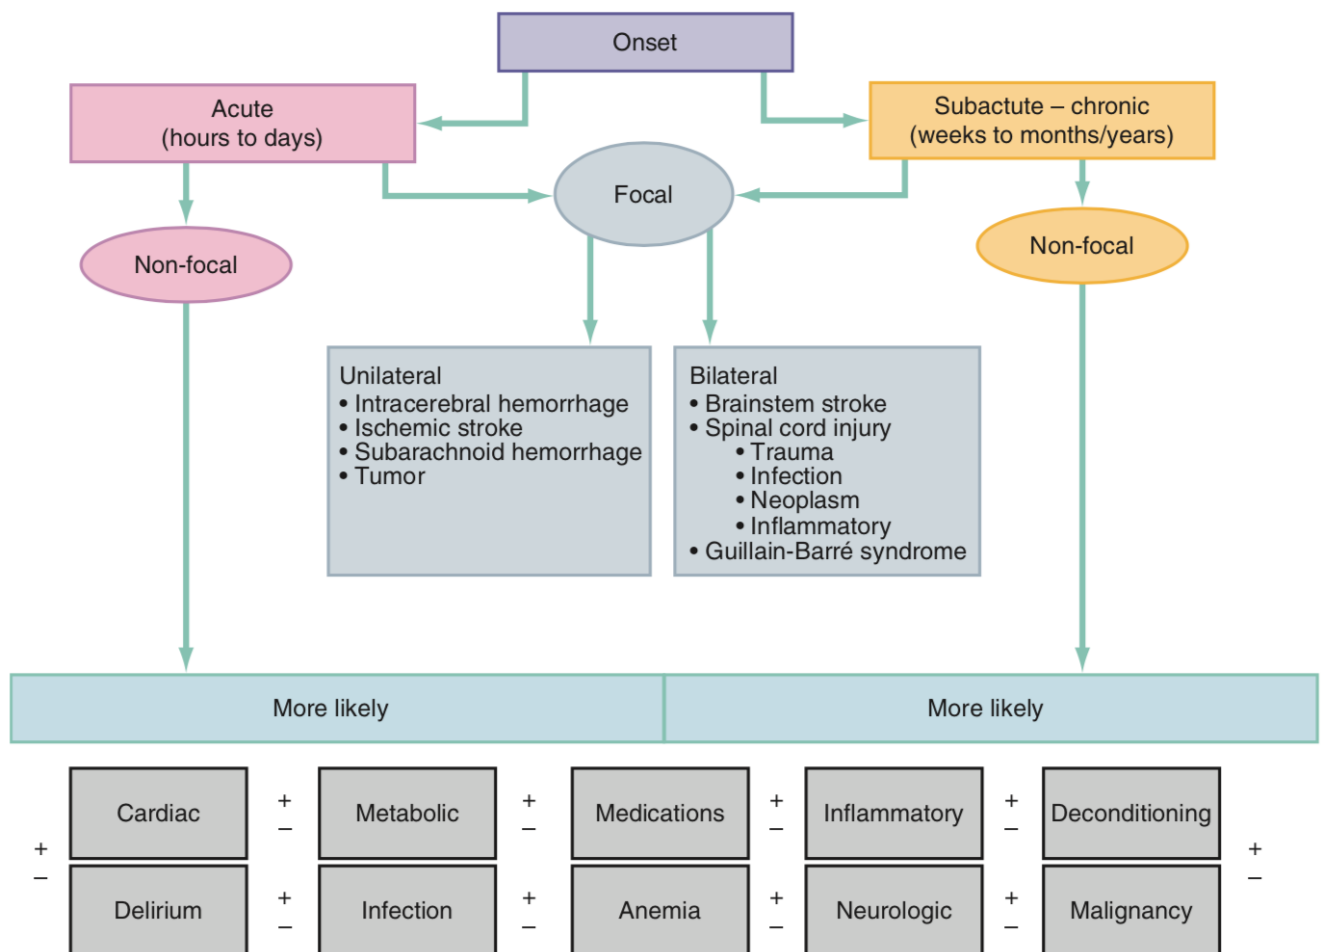 Onset
Acute
(hours to days)
Subactute – chronic
(weeks to months/years)
Focal
Non-focal
Non-focal
Unilateral
• Intracerebral hemorrhage
• Ischemic stroke
• Subarachnoid hemorrhage
• Tumor
Bilateral
• Brainstem stroke
• Spinal cord injury
• Trauma
• Infection
• Neoplasm
• Inflammatory
• Guillain-Barré syndrome
More likely
More likely
Cardiac
+
–
Metabolic
+
–
Medications
+
–
Inflammatory
+
–
Deconditioning
+
–
+
–
Delirium
+
–
Infection
+
–
Anemia
+
–
Neurologic
+
–
Malignancy